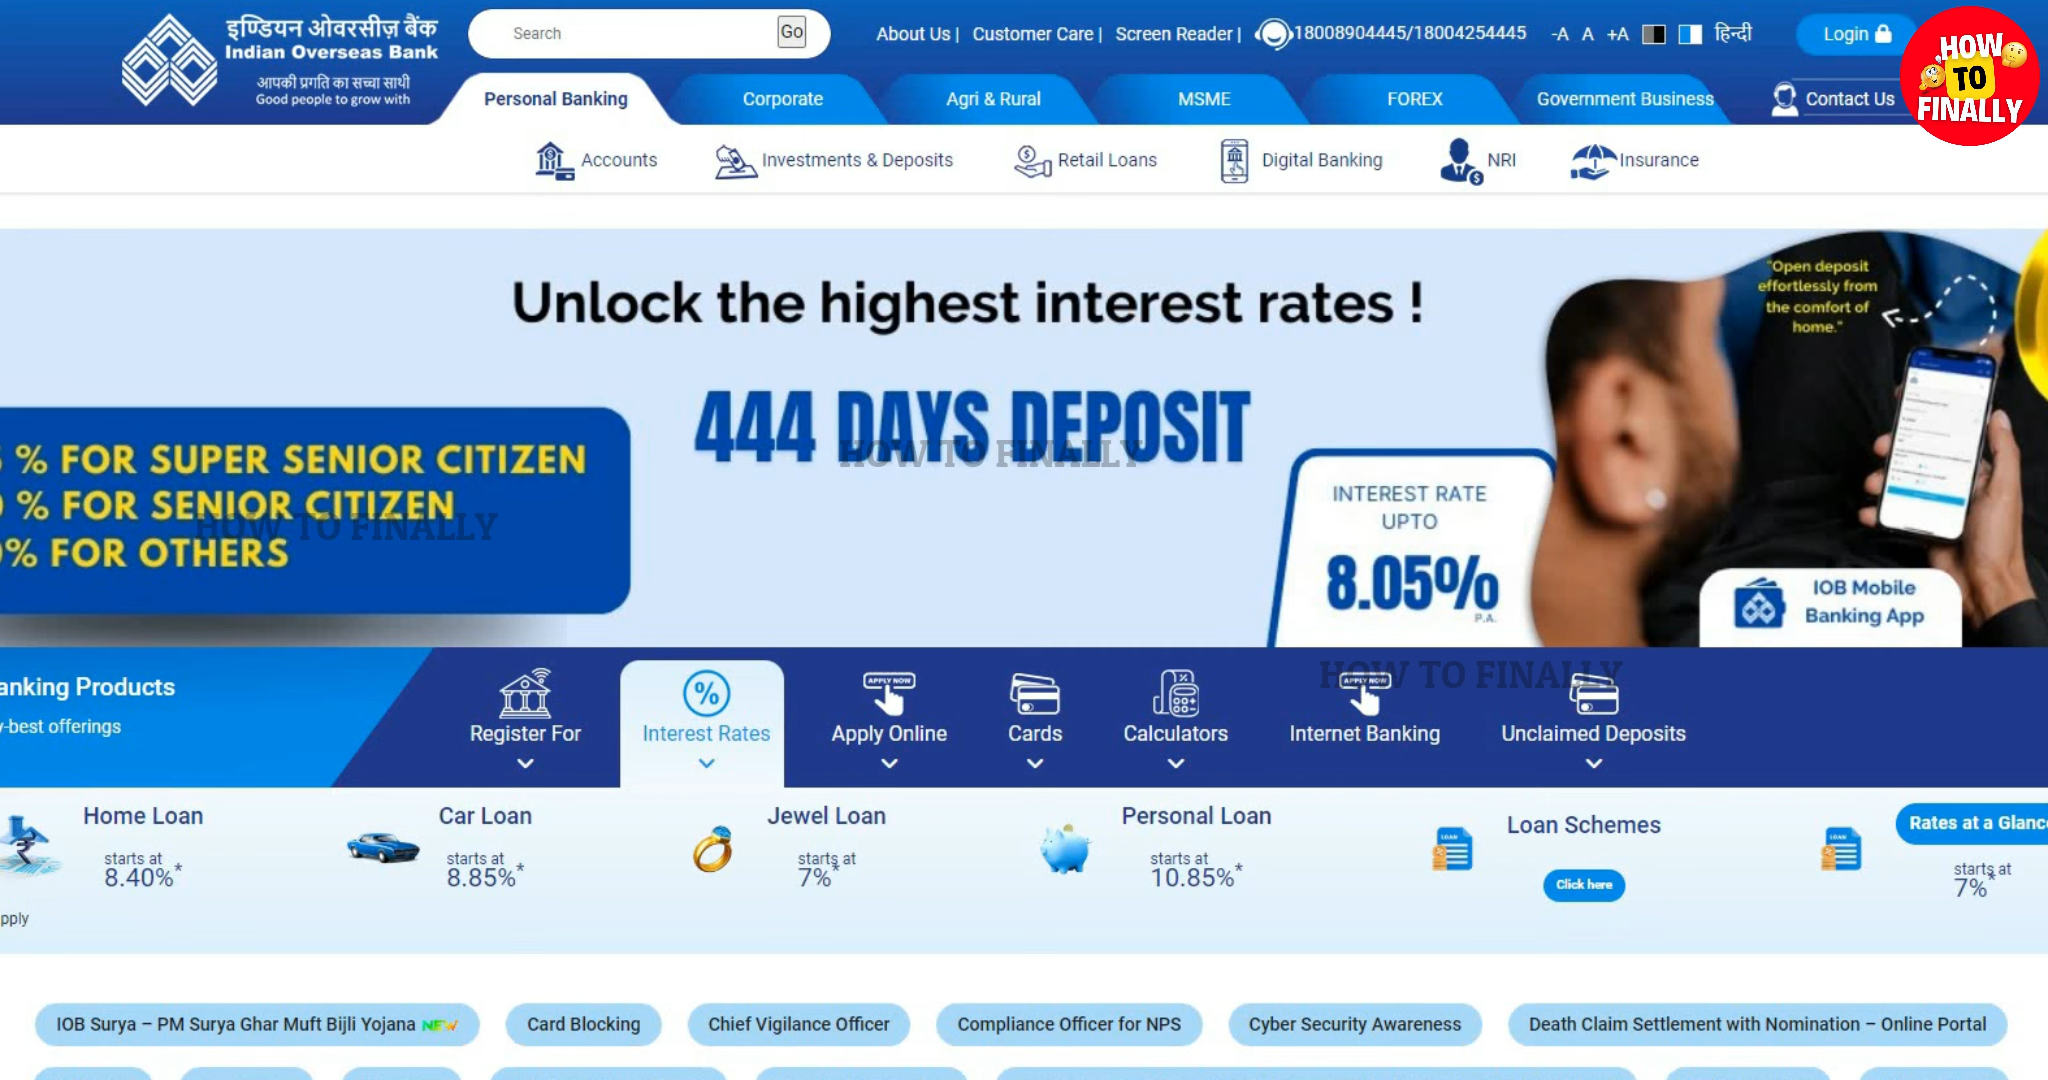 इण्डियन ओवरसीज़ बैंक
Indian Overseas Bank
आपकी प्रगति का सच्चा साथी
Good people to grow with
Search
Go
About Us | Customer Care | Screen Reader | 18008904445/18004254445 -A A +A हिन्दी
Login
HOW
TO
FINALLY
Personal Banking
Corporate
Agri & Rural
MSME
FOREX
Government Business
Contact Us
Accounts
Investments & Deposits
Retail Loans
Digital Banking
NRI
Insurance
Unlock the highest interest rates !
"Open deposit
effortlessly from
the comfort of
home."
444 DAYS DEPOSIT
HOW TO FINALLY
% FOR SUPER SENIOR CITIZEN
% FOR SENIOR CITIZEN
% FOR OTHERS
HOW TO FINALLY
INTEREST RATE
UPTO
8.05%
P.A.
IOB Mobile
Banking App
anking Products
-best offerings
Register For
Interest Rates
APPLY NOW
Apply Online
Cards
Calculators
APPLY NOW
Internet Banking
Unclaimed Deposits
HOW TO FINALLY
Home Loan
starts at
8.40%*
Car Loan
starts at
8.85%*
Jewel Loan
starts at
7%*
Personal Loan
starts at
10.85%*
LOAN
Loan Schemes
Click here
LOAN
Rates at a Glanc
starts at
7%*
pply
IOB Surya – PM Surya Ghar Muft Bijli Yojana NEW
Card Blocking
Chief Vigilance Officer
Compliance Officer for NPS
Cyber Security Awareness
Death Claim Settlement with Nomination – Online Portal